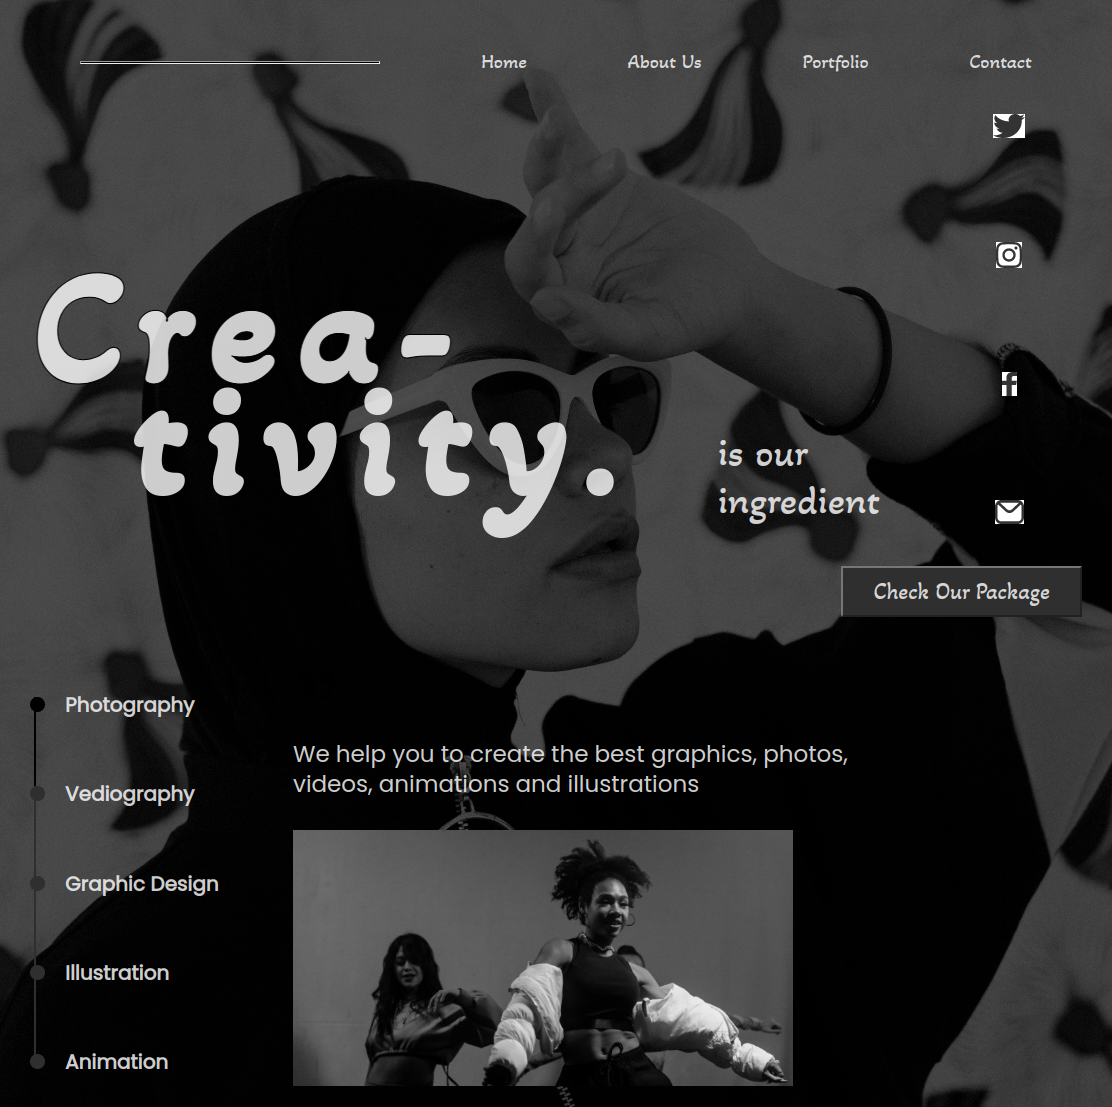 Home
About Us
Portfolio
Contact
Crea-
tivity.
is our
ingredient
Check Our Package
Photography
Vediography
Graphic Design
Illustration
Animation
We help you to create the best graphics, photos,
videos, animations and illustrations